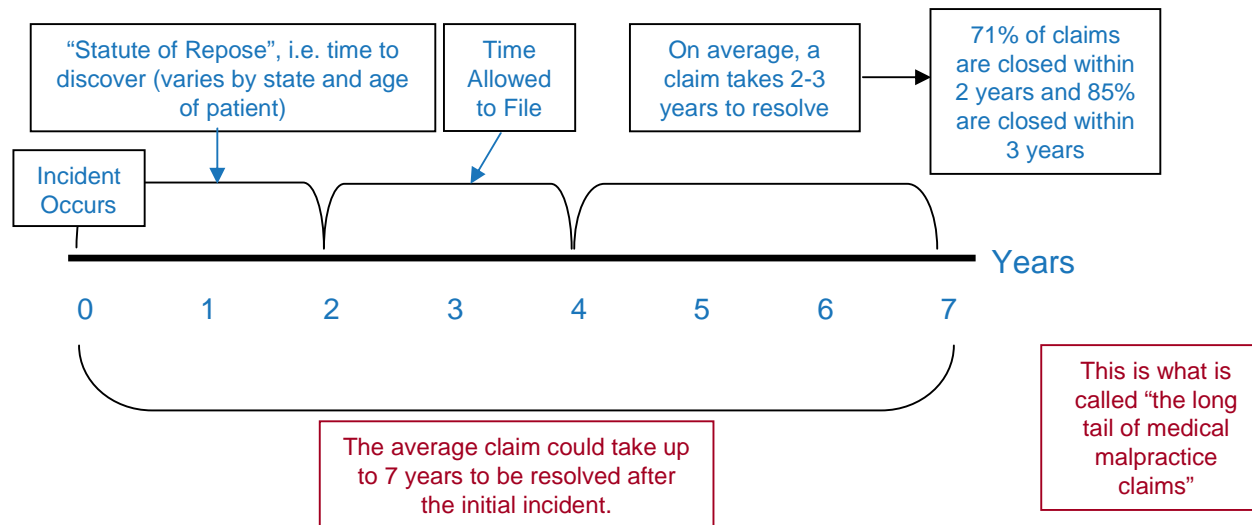 “Statute of Repose”, i.e. time to
discover (varies by state and age
of patient)
Time
Allowed
to File
On average, a
claim takes 2-3
years to resolve
71% of claims
are closed within
2 years and 85%
are closed within
3 years
Incident
Occurs
Years
0 1 2 3 4 5 6 7
The average claim could take up
to 7 years to be resolved after
the initial incident.
This is what is
called “the long
tail of medical
malpractice
claims”